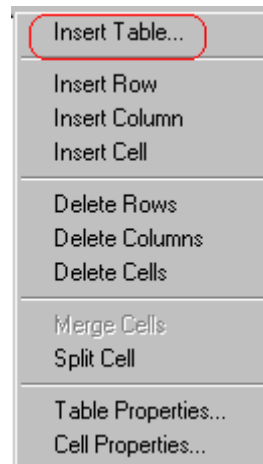 Insert Table...
Insert Row
Insert Column
Insert Cell
Delete Rows
Delete Columns
Delete Cells
Merge Cells
Split Cell
Table Properties...
Cell Properties...